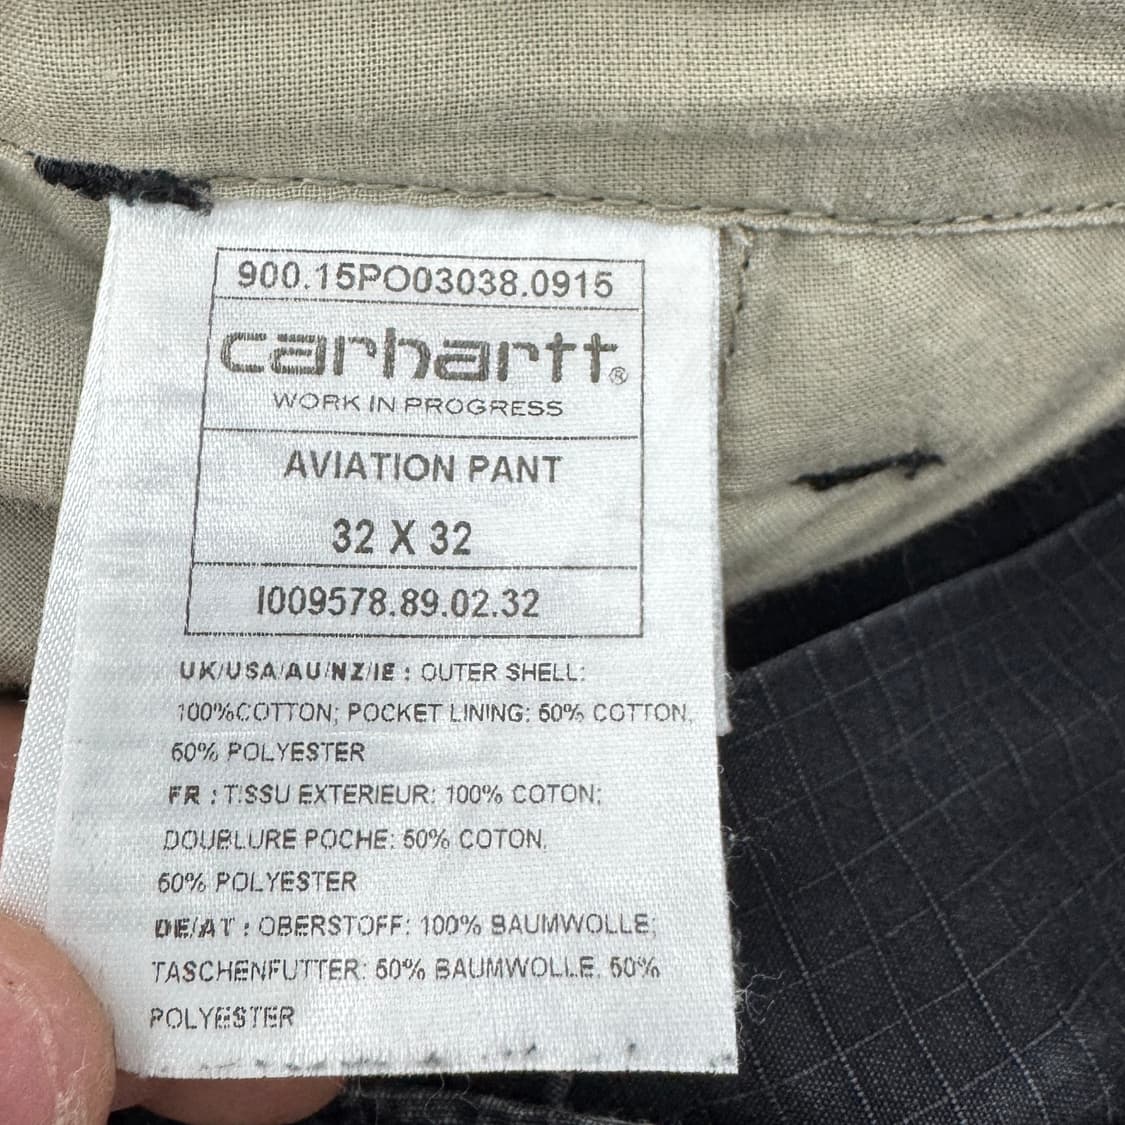 900.15PO03038.0915
carhartt®
WORK IN PROGRESS
AVIATION PANT
32 X 32
I009578.89.02.32
UK/USA/AU/NZ/IE : OUTER SHELL:
100%COTTON; POCKET LINING: 50% COTTON,
50% POLYESTER
FR : TISSU EXTERIEUR: 100% COTON;
DOUBLURE POCHE: 50% COTON,
50% POLYESTER
DE/AT : OBERSTOFF: 100% BAUMWOLLE;
TASCHENFUTTER: 50% BAUMWOLLE, 50%
POLYESTER